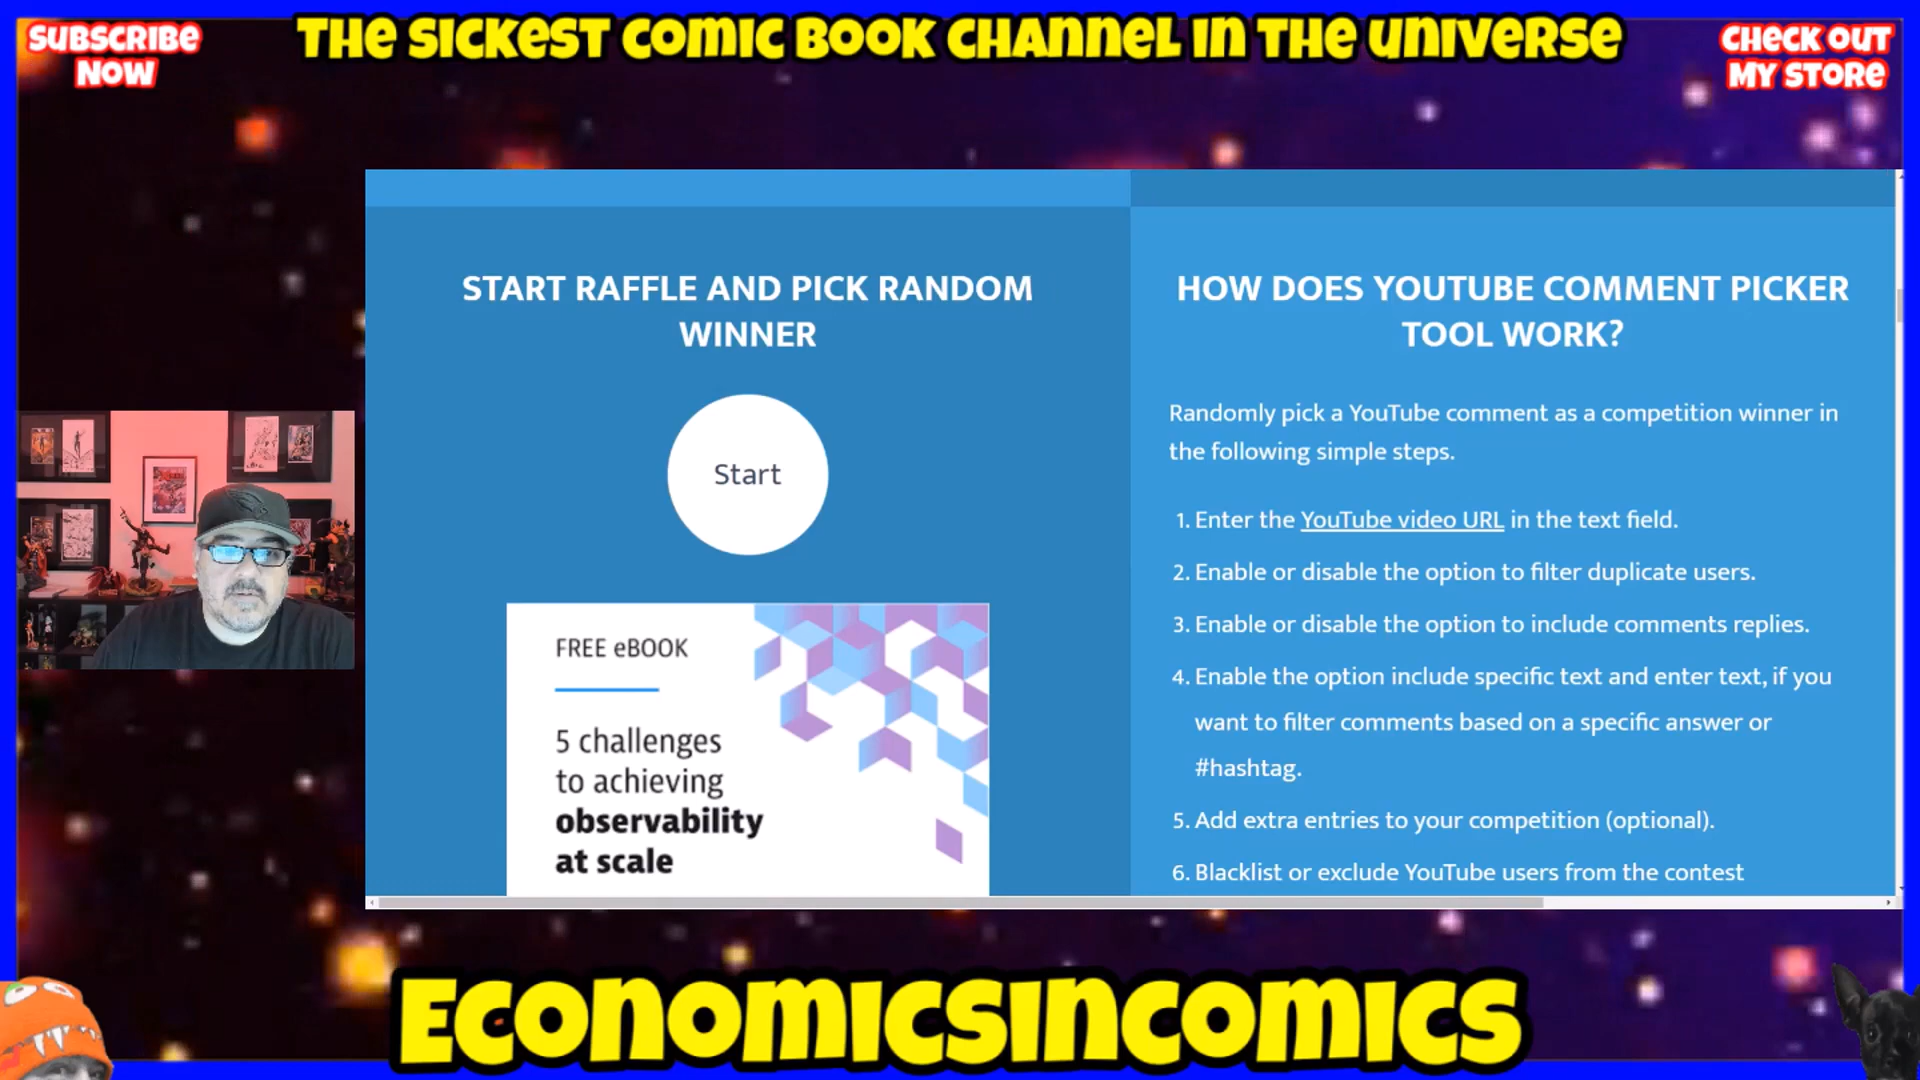 SUBSCRIBE
NOW
THE SICKEST COMIC BOOK CHANNEL IN THE UNIVERSE
CHECK OUT
MY STORE
START RAFFLE AND PICK RANDOM
WINNER
Start
FREE eBOOK
5 challenges
to achieving
observability
at scale
HOW DOES YOUTUBE COMMENT PICKER
TOOL WORK?
Randomly pick a YouTube comment as a competition winner in
the following simple steps.
1. Enter the YouTube video URL in the text field.
2. Enable or disable the option to filter duplicate users.
3. Enable or disable the option to include comments replies.
4. Enable the option include specific text and enter text, if you
want to filter comments based on a specific answer or
#hashtag.
5. Add extra entries to your competition (optional).
6. Blacklist or exclude YouTube users from the contest
ECONOMICSINCOMICS